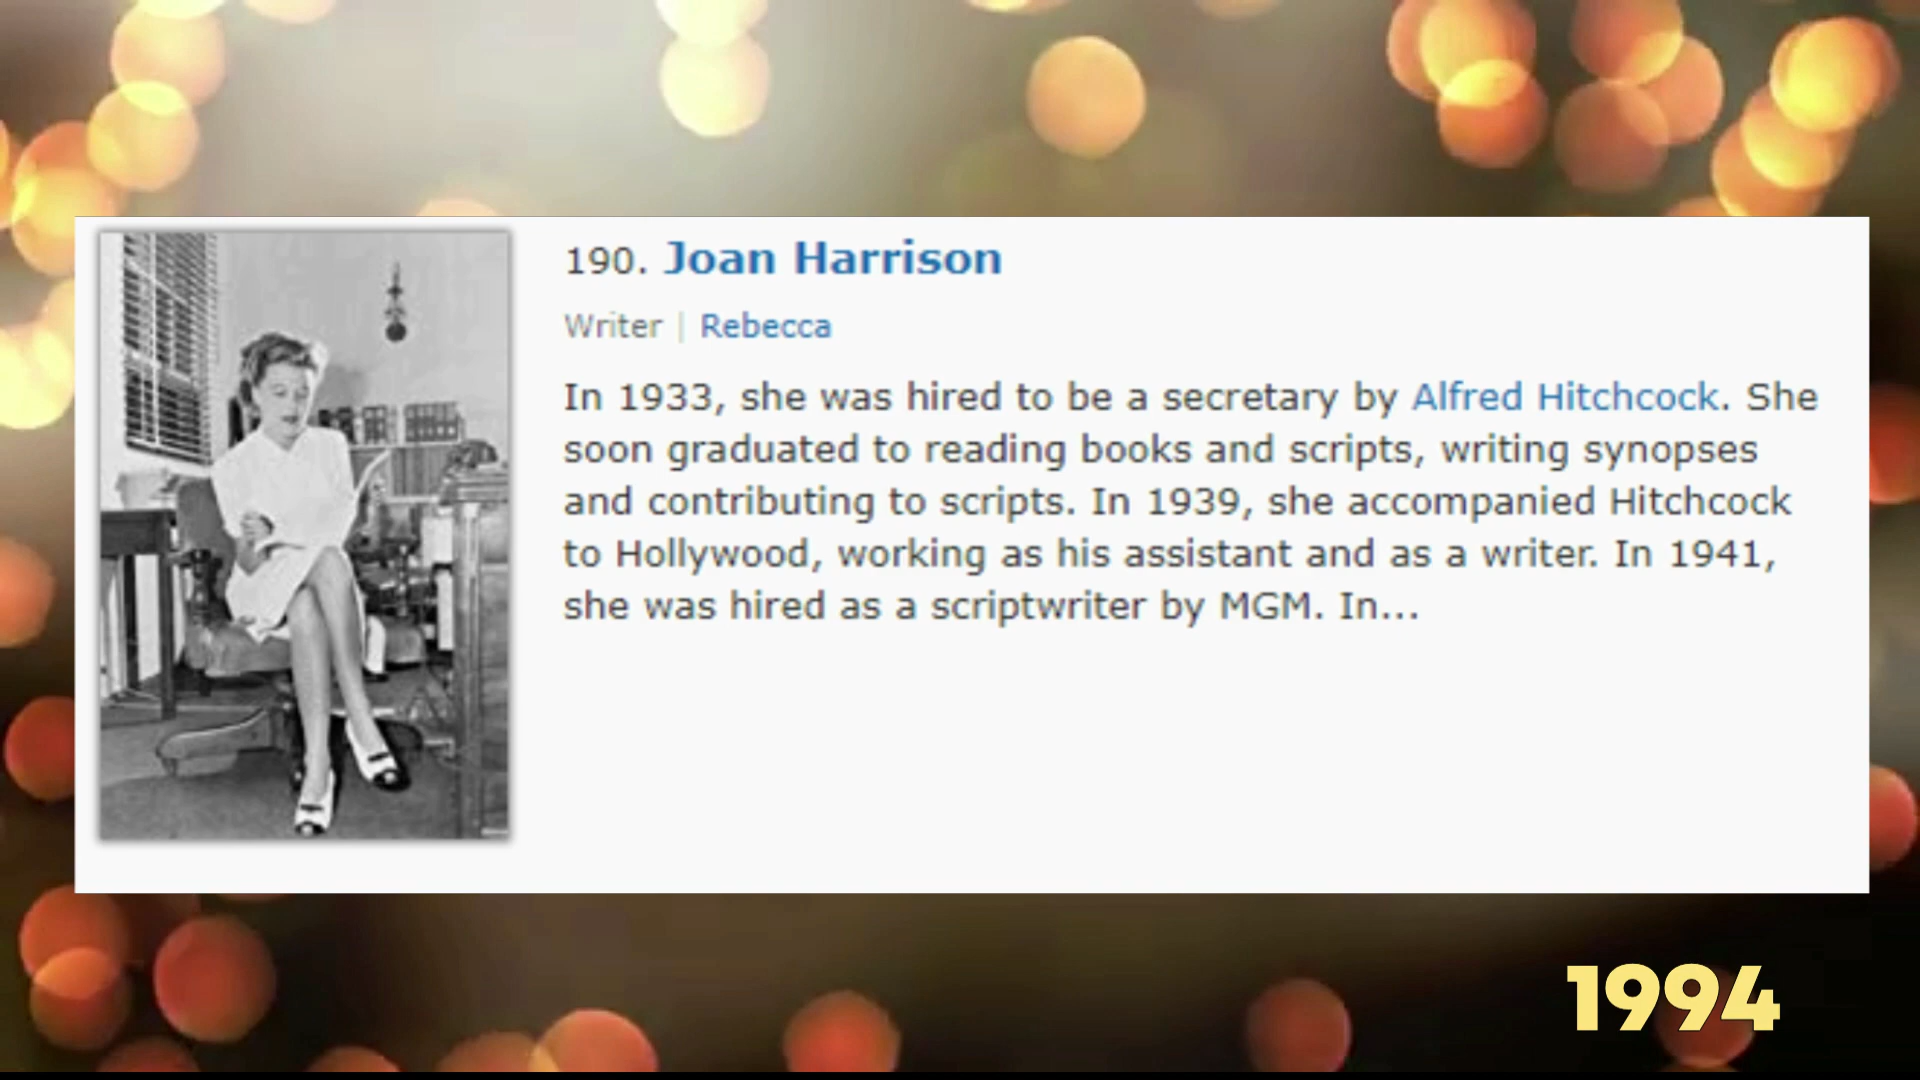 190. Joan Harrison
Writer | Rebecca
In 1933, she was hired to be a secretary by Alfred Hitchcock. She
soon graduated to reading books and scripts, writing synopses
and contributing to scripts. In 1939, she accompanied Hitchcock
to Hollywood, working as his assistant and as a writer. In 1941,
she was hired as a scriptwriter by MGM. In...
1994